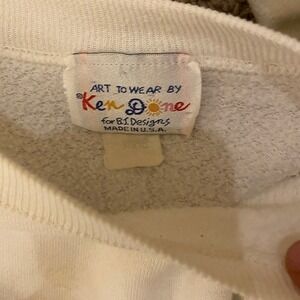 ART TO WEAR BY
©Ken Done
for B.J. Designs
MADE IN U.S.A.